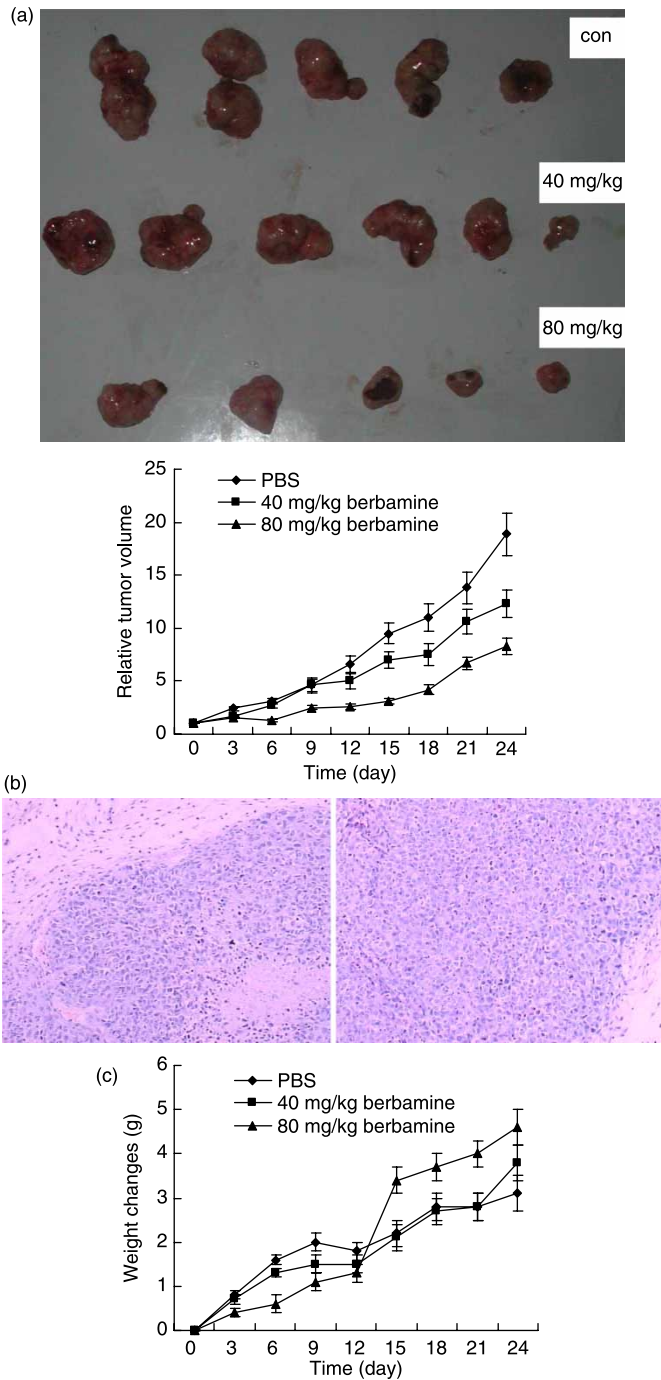 (a)
con
40 mg/kg
80 mg/kg
25
20
15
10
5
0
Relative tumor volume
PBS
40 mg/kg berbamine
80 mg/kg berbamine
0 3 6 9 12 15 18 21 24
Time (day)
(b)
(c)
6
5
4
3
2
1
0
Weight changes (g)
PBS
40 mg/kg berbamine
80 mg/kg berbamine
0 3 6 9 12 15 18 21 24
Time (day)